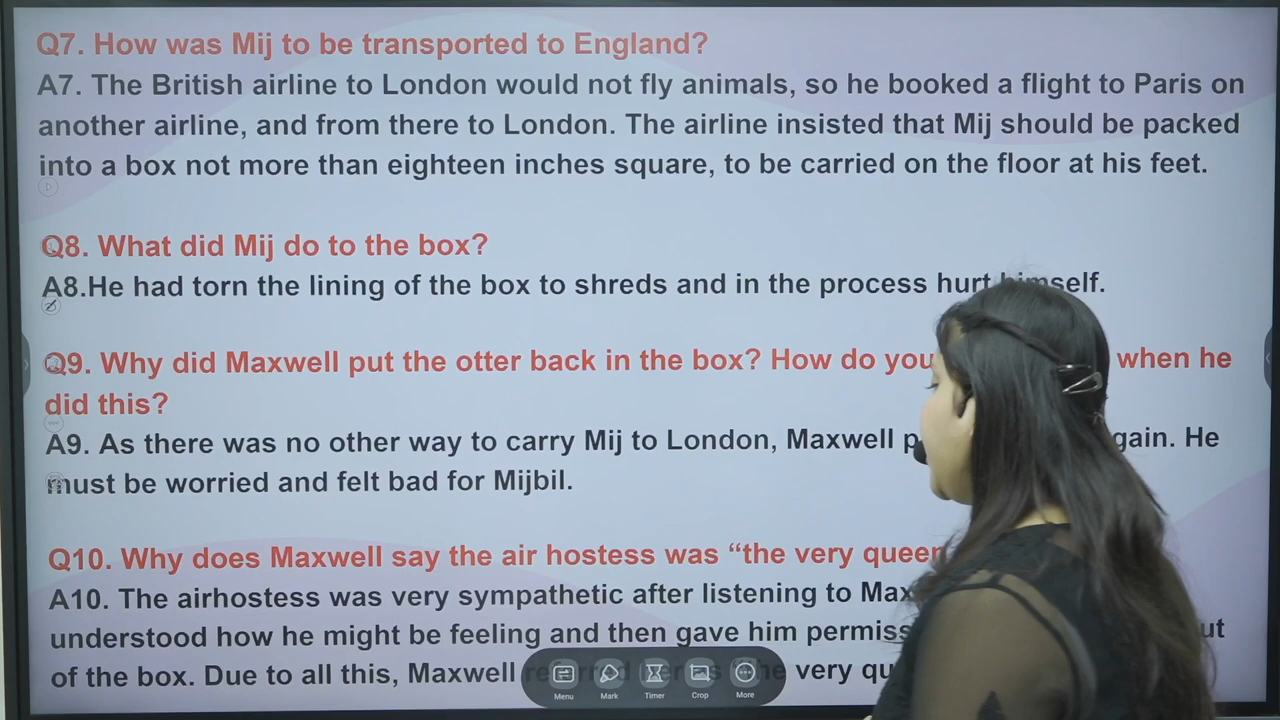 Q7. How was Mij to be transported to England?
A7. The British airline to London would not fly animals, so he booked a flight to Paris on
another airline, and from there to London. The airline insisted that Mij should be packed
into a box not more than eighteen inches square, to be carried on the floor at his feet.
Q8. What did Mij do to the box?
A8.He had torn the lining of the box to shreds and in the process hurt himself.
Q9. Why did Maxwell put the otter back in the box? How do you when he
did this?
A9. As there was no other way to carry Mij to London, Maxwell He
must be worried and felt bad for Mijbil.
Q10. Why does Maxwell say the air hostess was “the very queen
A10. The airhostess was very sympathetic after listening to
understood how he might be feeling and then gave him
of the box. Due to all this, Maxwell very
Menu Mark Timer Crop More